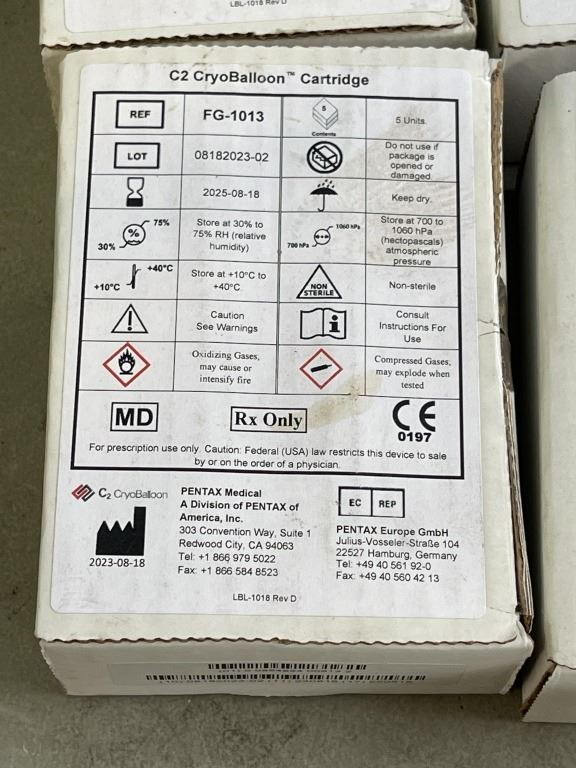 LBL-1018 Rev D
C2 CryoBalloon™ Cartridge
REF
FG-1013
5
Contents
5 Units.
LOT
08182023-02
Do not use if
package is
opened or
damaged
2025-08-18
Keep dry.
%
75%
30%
Store at 30% to
75% RH (relative
humidity)
1060 hPa
700 hPa
Store at 700 to
1060 hPa
(hectopascals)
atmospheric
pressure
+40°C
+10°C
Store at +10°C to
+40°C
NON
STERILE
Non-sterile
Caution
See Warnings
Consult
Instructions For
Use
Oxidizing Gases,
may cause or
intensify fire
Compressed Gases,
may explode when
tested
MD
Rx Only
CE
0197
For prescription use only. Caution: Federal (USA) law restricts this device to sale
by or on the order of a physician.
C2 CryoBalloon
2023-08-18
PENTAX Medical
A Division of PENTAX of
America, Inc.
303 Convention Way, Suite 1
Redwood City, CA 94063
Tel: +1 866 979 5022
Fax: +1 866 584 8523
EC REP
PENTAX Europe GmbH
Julius-Vosseler-Straße 104
22527 Hamburg, Germany
Tel: +49 40 561 92-0
Fax: +49 40 560 42 13
LBL-1018 Rev D